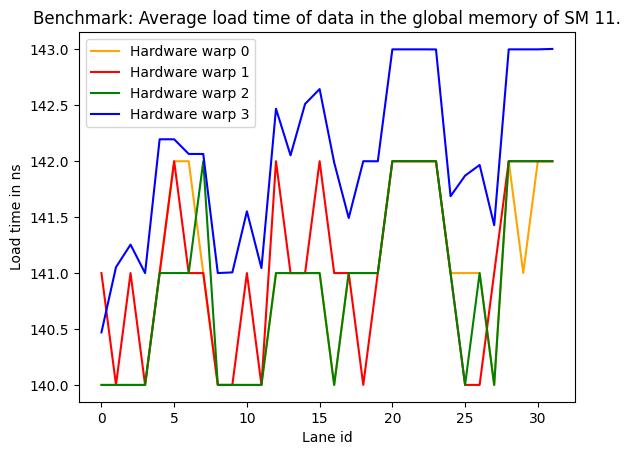 Benchmark: Average load time of data in the global memory of SM 11.
Hardware warp 0
Hardware warp 1
Hardware warp 2
Hardware warp 3
143.0
142.5
142.0
141.5
141.0
140.5
140.0
Load time in ns
0 5 10 15 20 25 30
Lane id